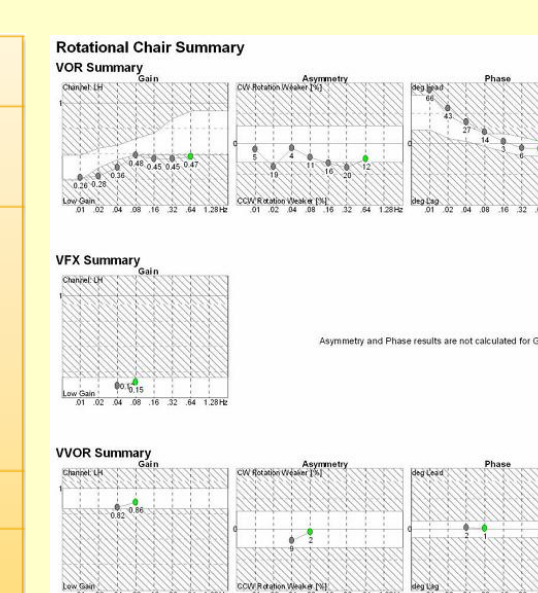 Rotational Chair Summary
VOR Summary
Gain
Channel: LH
1
0.26 0.28 0.36 0.48 0.45 0.45 0.47
Low Gain
.01 .02 .04 .08 .16 .32 .64 1.28Hz
Asymmetry
CW Rotation Weaker [%]
0
5 19 4 11 16 20 12
CCW Rotation Weaker [%]
.01 .02 .04 .08 .16 .32 .64 1.28Hz
Phase
deg Lead
0
66 43 27 14 3 6
deg Lag
.01 .02 .04 .08 .16 .32
VFX Summary
Gain
Channel: LH
1
0.15
Low Gain
.01 .02 .04 .08 .16 .32 .64 1.28Hz
Asymmetry and Phase results are not calculated for G
VVOR Summary
Gain
Channel: LH
1
0.82 0.86
Low Gain
Asymmetry
CW Rotation Weaker [%]
0
9 2
CCW Rotation Weaker [%]
Phase
deg Lead
0
2 1
deg Lag